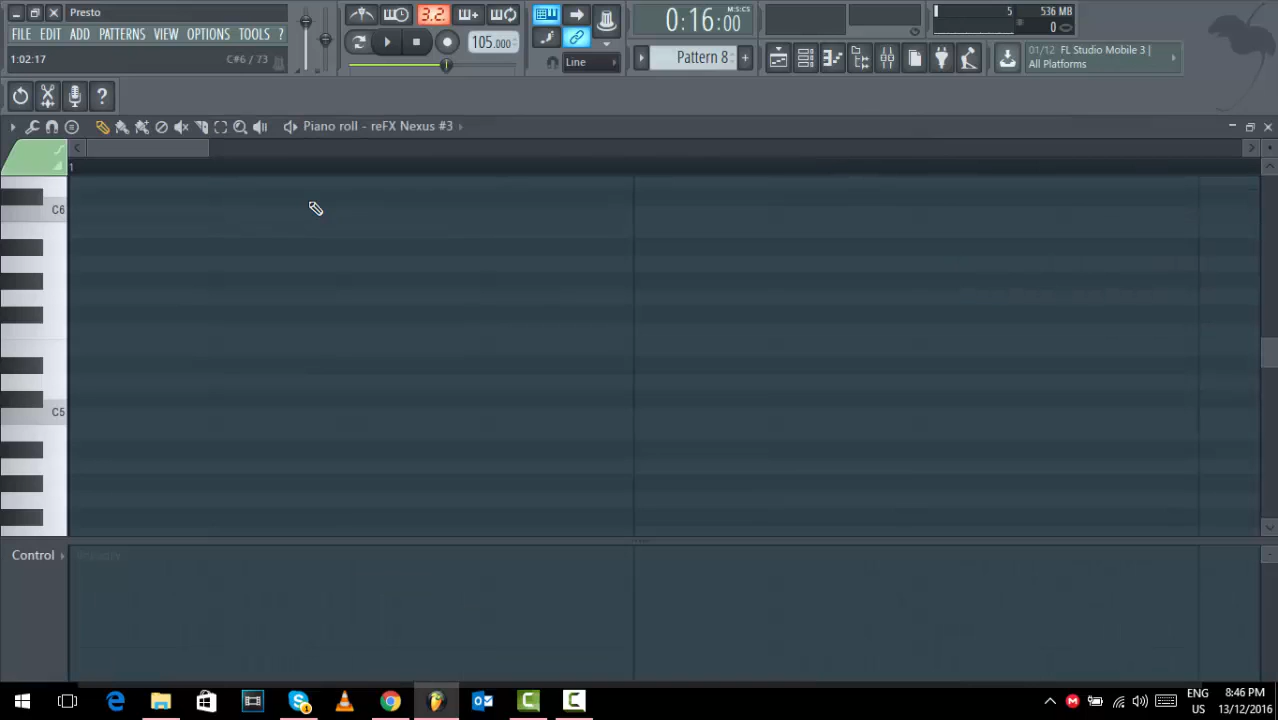 Presto
FILE EDIT ADD PATTERNS VIEW OPTIONS TOOLS ?
1:02:17 C#6 / 73
3.2.
105.000
Line
0:16:00 M:S:CS
Pattern 8
5 536 MB
0
01/12 FL Studio Mobile 3 |
All Platforms
?
Piano roll - reFX Nexus #3
1
C6
C5
Control
ENG
US
8:46 PM
13/12/2016